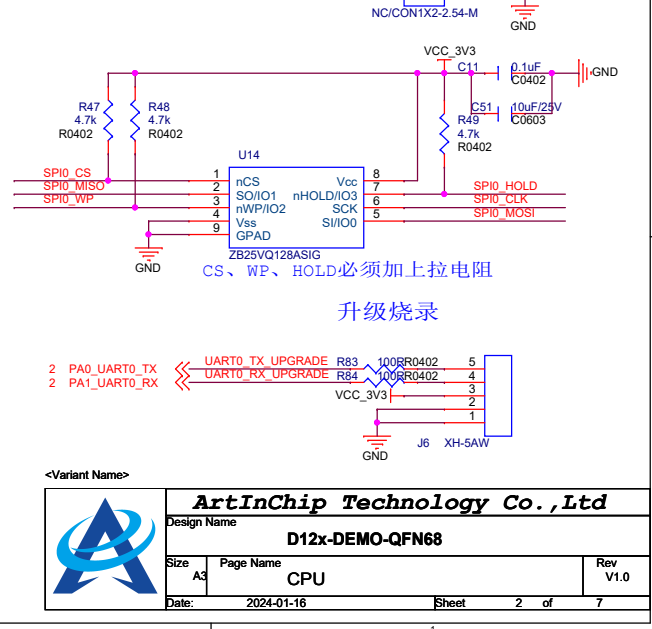 NC/CON1X2-2.54-M
GND
VCC_3V3
C11 0.1uF
C0402
GND
C51 10uF/25V
C0603
R47
4.7k
R0402
R48
4.7k
R0402
R49
4.7k
R0402
U14
SPI0_CS 1 nCS Vcc 8
SPI0_MISO 2 SO/IO1 nHOLD/IO3 7 SPI0_HOLD
SPI0_WP 3 nWP/IO2 SCK 6 SPI0_CLK
4 Vss SI/IO0 5 SPI0_MOSI
9 GPAD
ZB25VQ128ASIG
GND
CS、WP、HOLD必须加上拉电阻
升级烧录
2 PA0_UART0_TX UART0_TX_UPGRADE R83 100R R0402 5
2 PA1_UART0_RX UART0_RX_UPGRADE R84 100R R0402 4
VCC_3V3 3
2
1
GND
J6 XH-5AW
<Variant Name>
ArtInChip Technology Co.,Ltd
Design Name
D12x-DEMO-QFN68
Size
A3
Page Name
CPU
Rev
V1.0
Date: 2024-01-16 Sheet 2 of 7